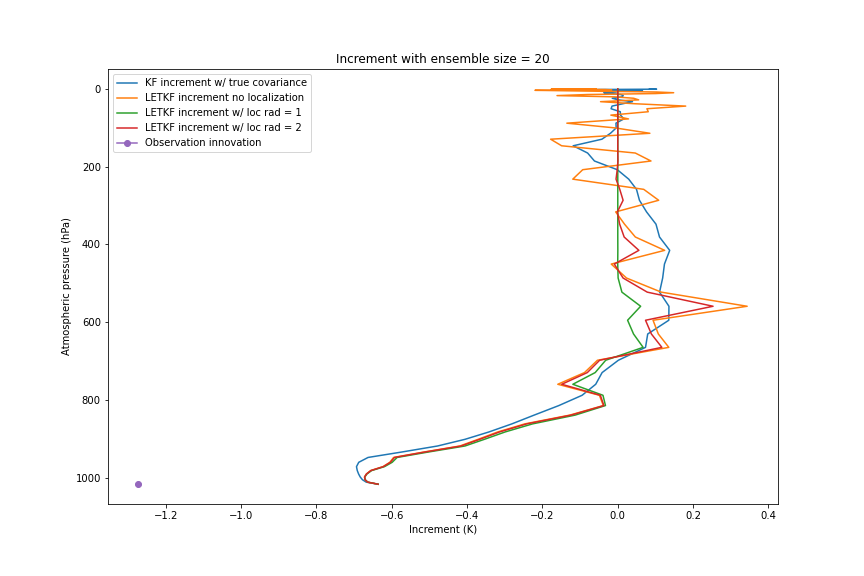 Increment with ensemble size = 20
KF increment w/ true covariance
LETKF increment no localization
LETKF increment w/ loc rad = 1
LETKF increment w/ loc rad = 2
Observation innovation
0
200
400
600
800
1000
Atmospheric pressure (hPa)
−1.2 −1.0 −0.8 −0.6 −0.4 −0.2 0.0 0.2 0.4
Increment (K)